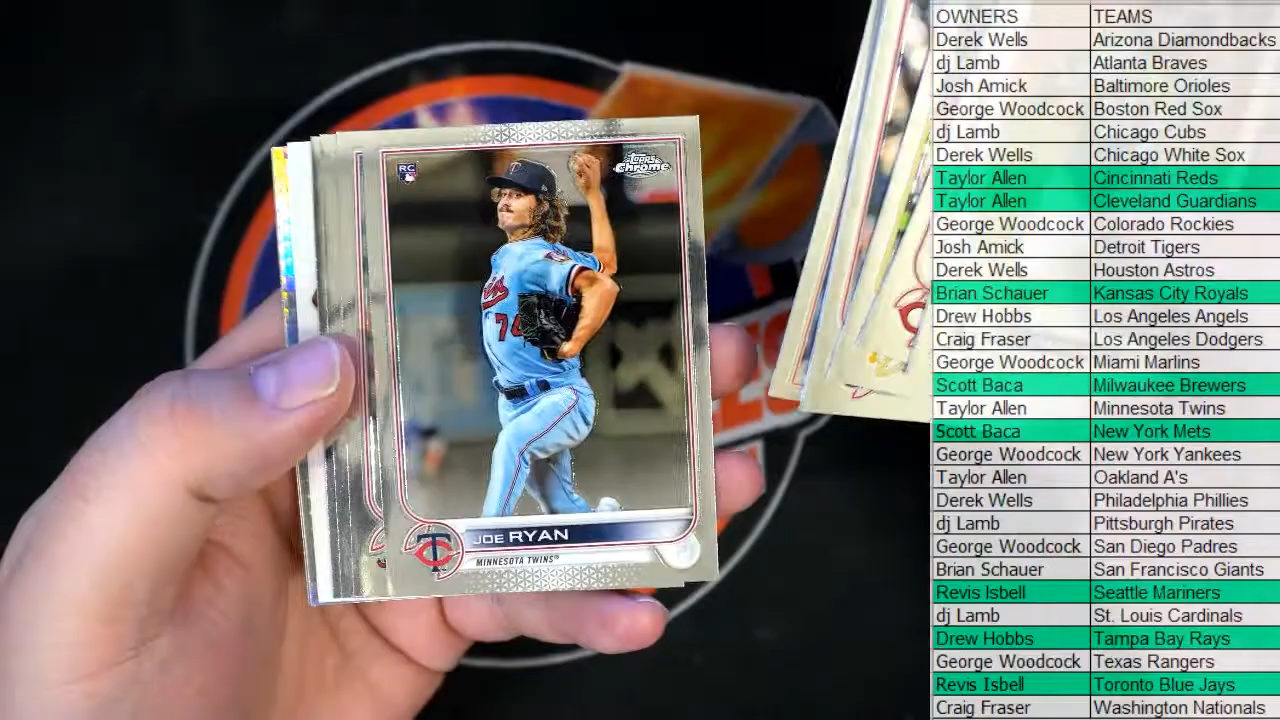 RC
Topps
Chrome
74
JOE RYAN
MINNESOTA TWINS
OWNERS TEAMS
Derek Wells Arizona Diamondbacks
dj Lamb Atlanta Braves
Josh Amick Baltimore Orioles
George Woodcock Boston Red Sox
dj Lamb Chicago Cubs
Derek Wells Chicago White Sox
Taylor Allen Cincinnati Reds
Taylor Allen Cleveland Guardians
George Woodcock Colorado Rockies
Josh Amick Detroit Tigers
Derek Wells Houston Astros
Brian Schauer Kansas City Royals
Drew Hobbs Los Angeles Angels
Craig Fraser Los Angeles Dodgers
George Woodcock Miami Marlins
Scott Baca Milwaukee Brewers
Taylor Allen Minnesota Twins
Scott Baca New York Mets
George Woodcock New York Yankees
Taylor Allen Oakland A's
Derek Wells Philadelphia Phillies
dj Lamb Pittsburgh Pirates
George Woodcock San Diego Padres
Brian Schauer San Francisco Giants
Revis Isbell Seattle Mariners
dj Lamb St. Louis Cardinals
Drew Hobbs Tampa Bay Rays
George Woodcock Texas Rangers
Revis Isbell Toronto Blue Jays
Craig Fraser Washington Nationals